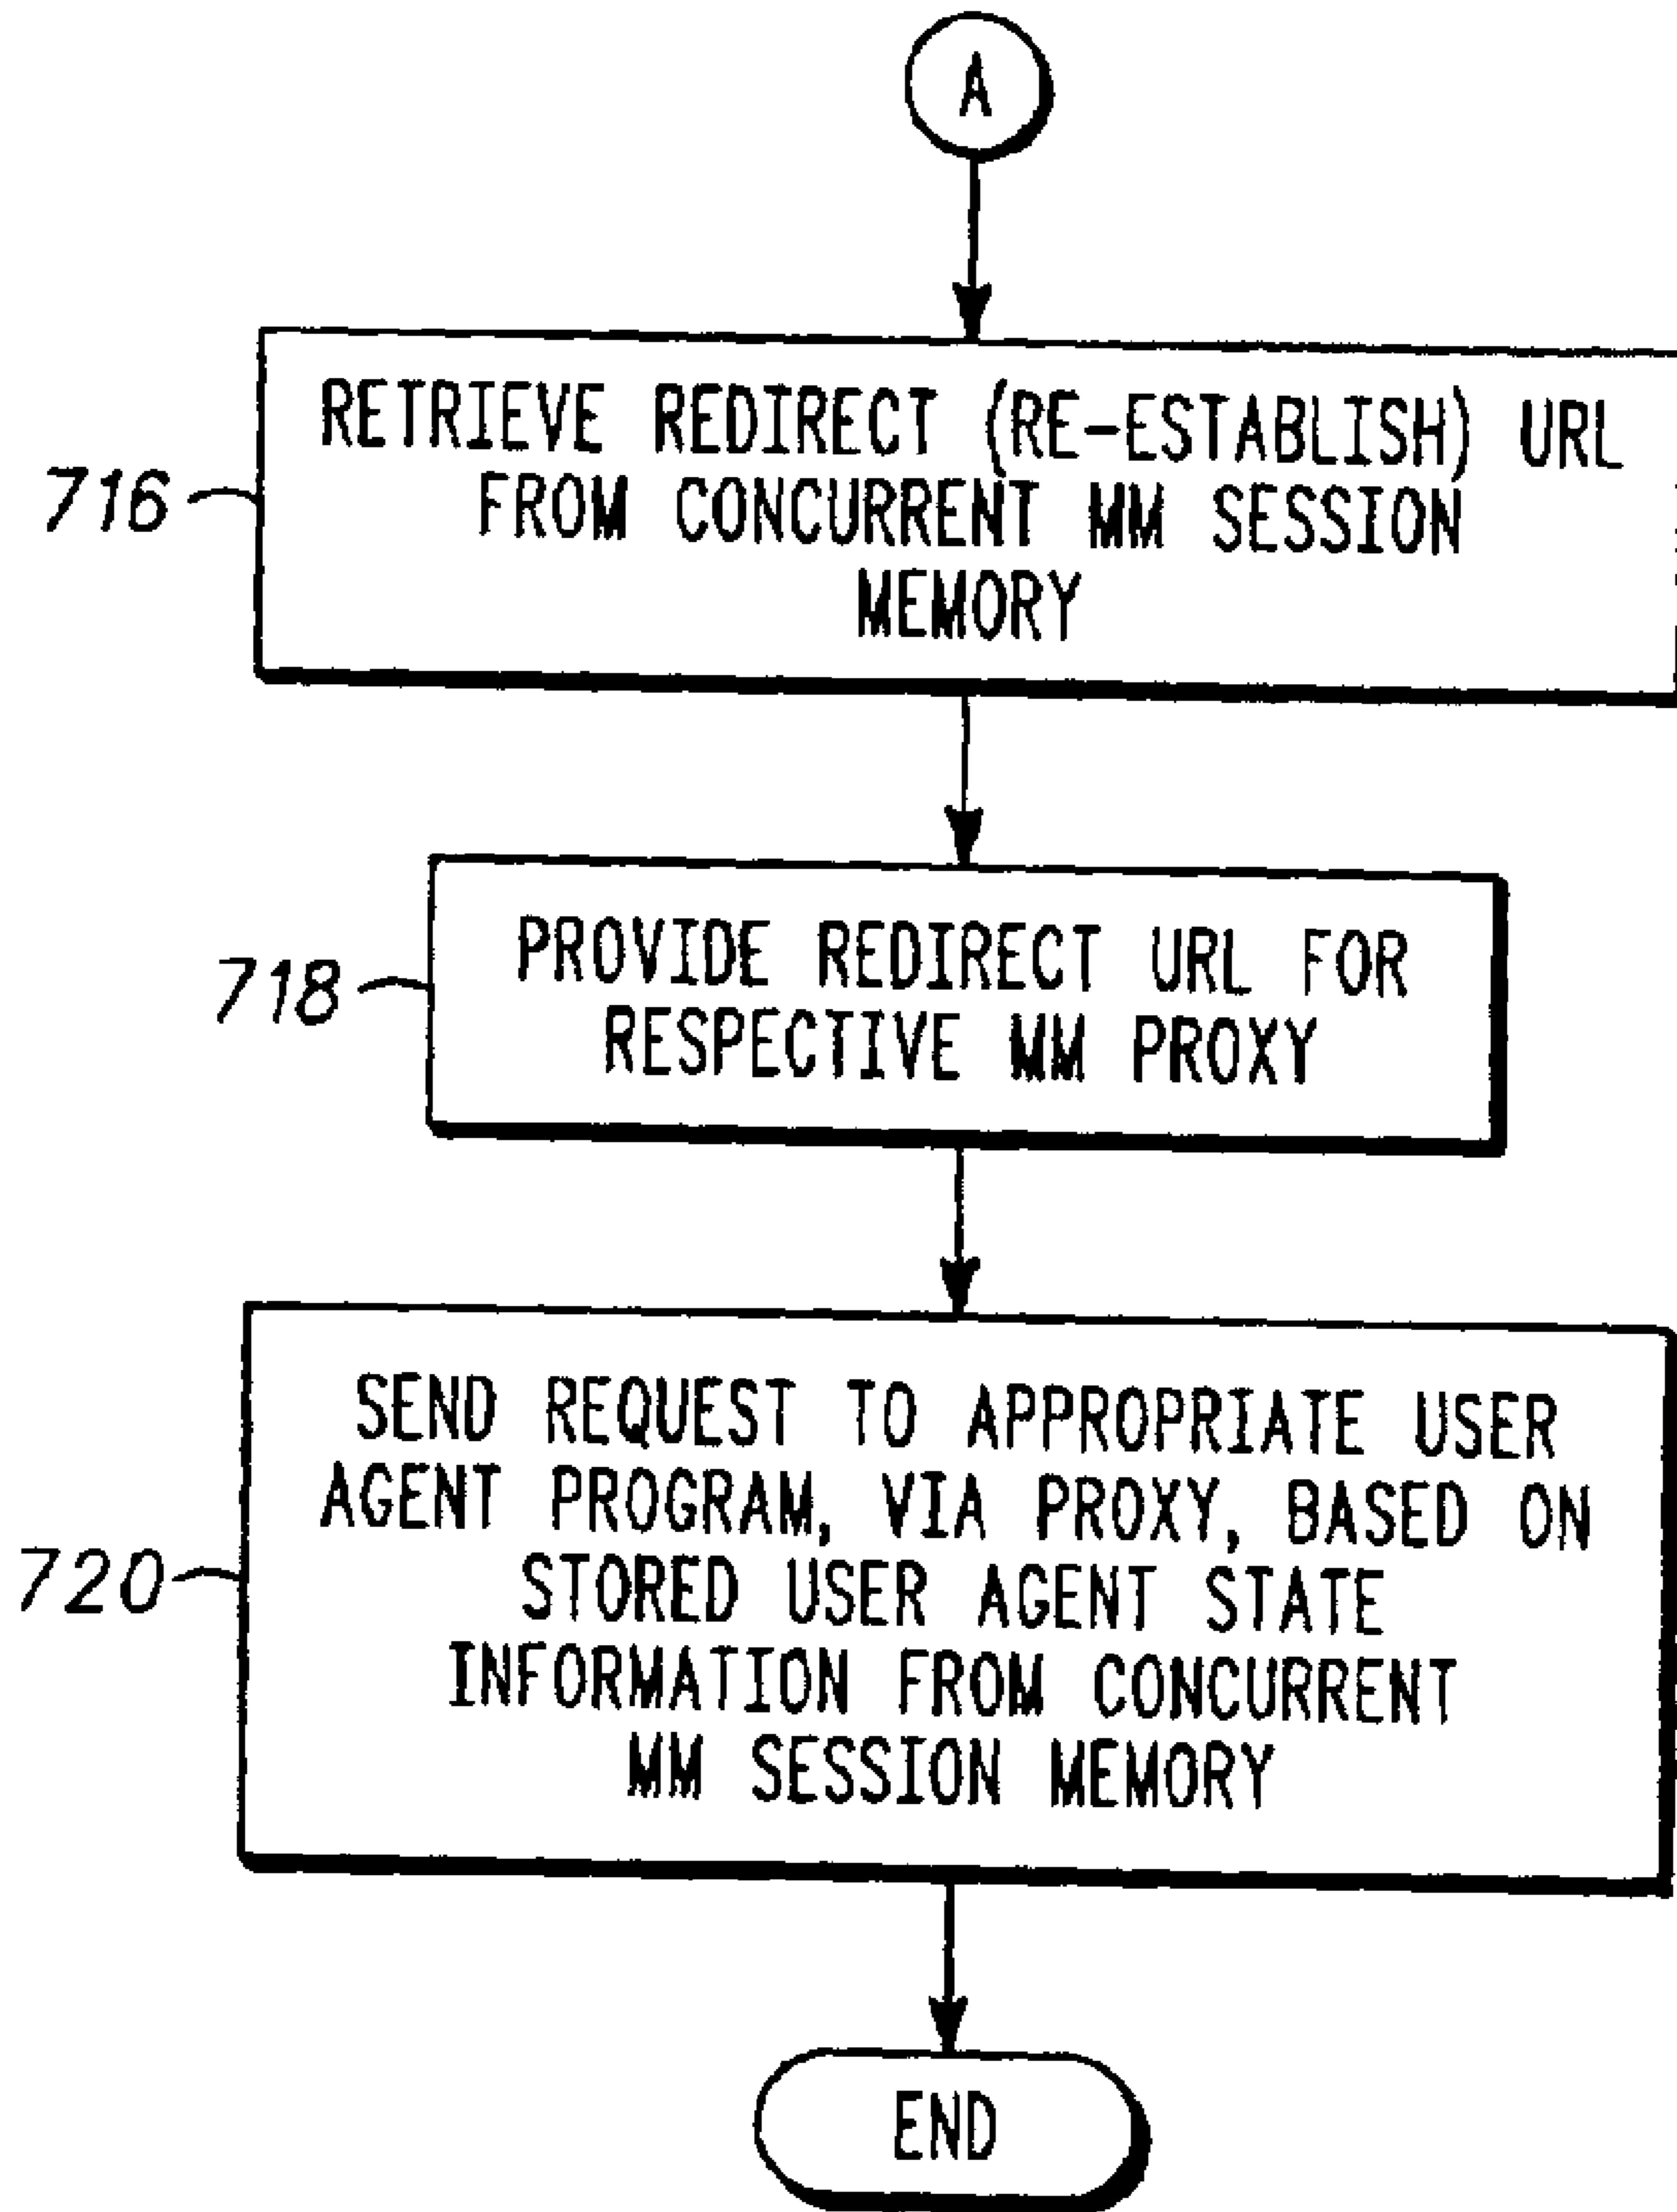 A
RETRIEVE REDIRECT (RE-ESTABLISH) URL
FROM CONCURRENT MM SESSION
MEMORY
716
PROVIDE REDIRECT URL FOR
RESPECTIVE MM PROXY
718
SEND REQUEST TO APPROPRIATE USER
AGENT PROGRAM, VIA PROXY, BASED ON
STORED USER AGENT STATE
INFORMATION FROM CONCURRENT
MM SESSION MEMORY
720
END